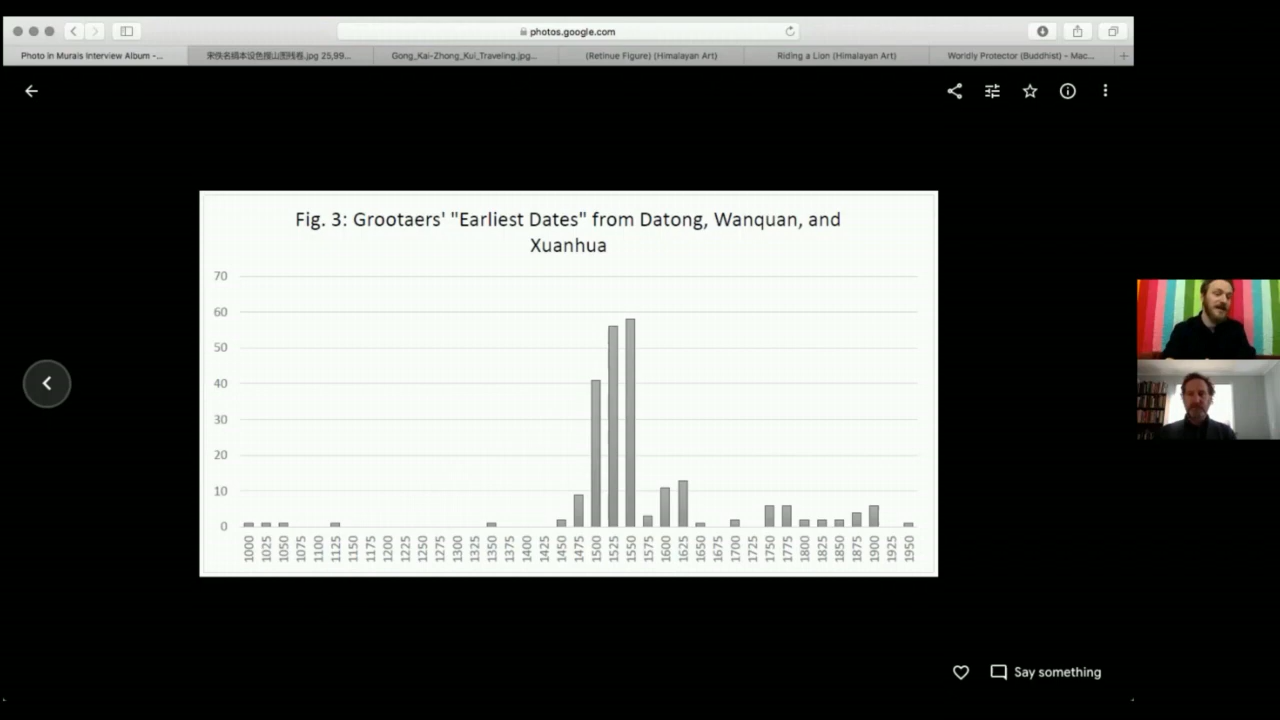 photos.google.com
Photo in Murals Interview Album -...
宋佚名绢本设色搜山图残卷.jpg 25,99...
Gong_Kai-Zhong_Kui_Traveling.jpg...
(Retinue Figure) (Himalayan Art)
Riding a Lion (Himalayan Art)
Worldly Protector (Buddhist) – Mac...
Fig. 3: Grootaers' "Earliest Dates" from Datong, Wanquan, and
Xuanhua
70
60
50
40
30
20
10
0
1000 1025 1050 1075 1100 1125 1150 1175 1200 1225 1250 1275 1300 1325 1350 1375 1400 1425 1450 1475 1500 1525 1550 1575 1600 1625 1650 1675 1700 1725 1750 1775 1800 1825 1850 1875 1900 1925 1950
Say something